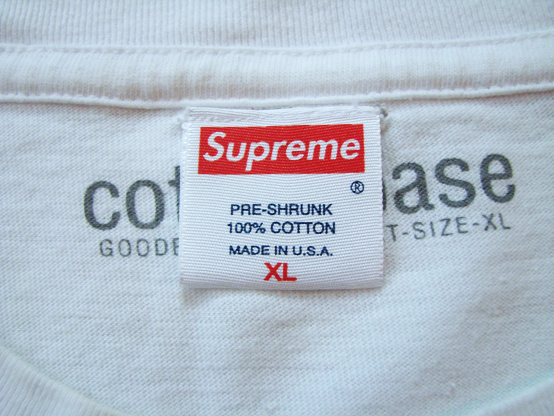 Supreme
®
PRE-SHRUNK
100% COTTON
MADE IN U.S.A.
XL
T-SIZE-XL